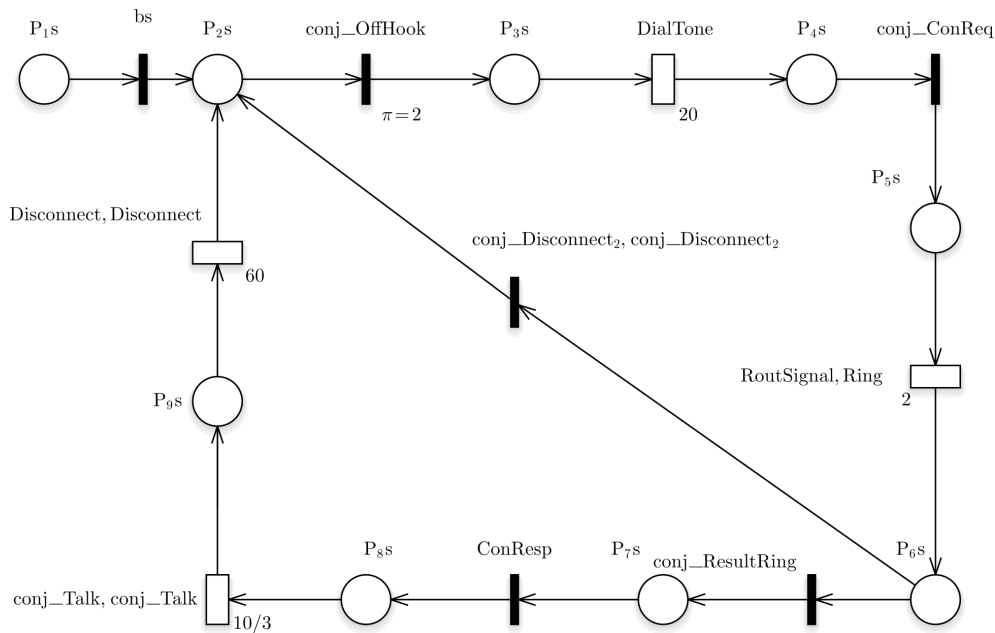 bs
P₁s
P₂s
conj_OffHook
P₃s
DialTone
P₄s
conj_ConReq
π=2
20
P₅s
Disconnect, Disconnect
conj_Disconnect₂, conj_Disconnect₂
60
RoutSignal, Ring
P₉s
2
P₈s
ConResp
P₇s
conj_ResultRing
P₆s
conj_Talk, conj_Talk
10/3